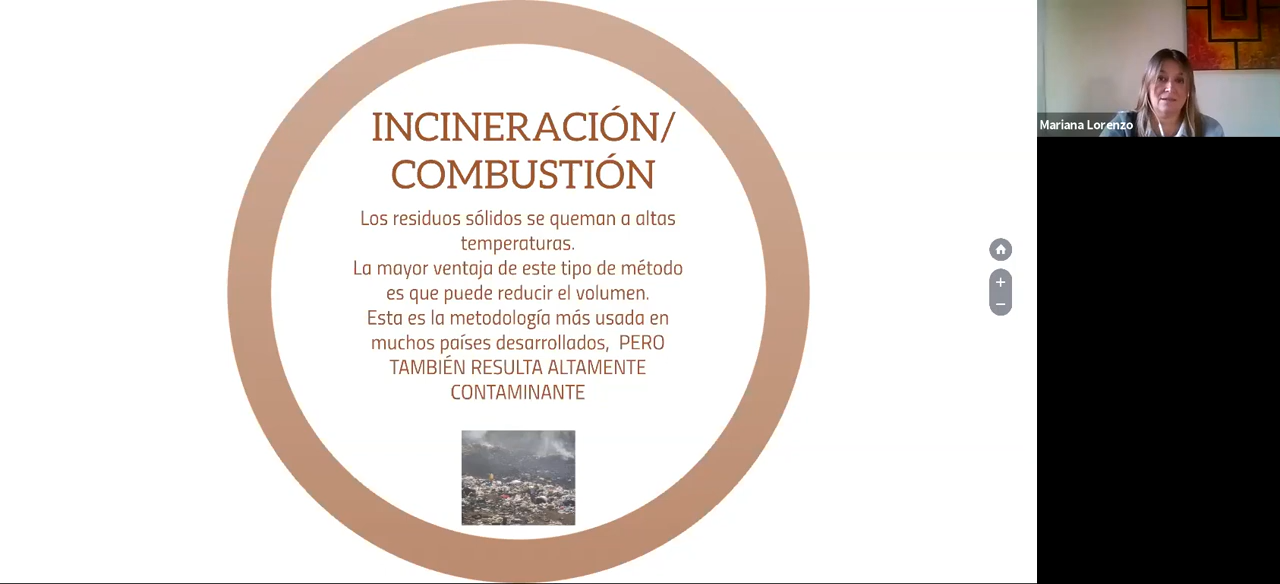 INCINERACIÓN/
COMBUSTIÓN
Los residuos sólidos se queman a altas
temperaturas.
La mayor ventaja de este tipo de método
es que puede reducir el volumen.
Esta es la metodología más usada en
muchos países desarrollados, PERO
TAMBIÉN RESULTA ALTAMENTE
CONTAMINANTE
Mariana Lorenzo